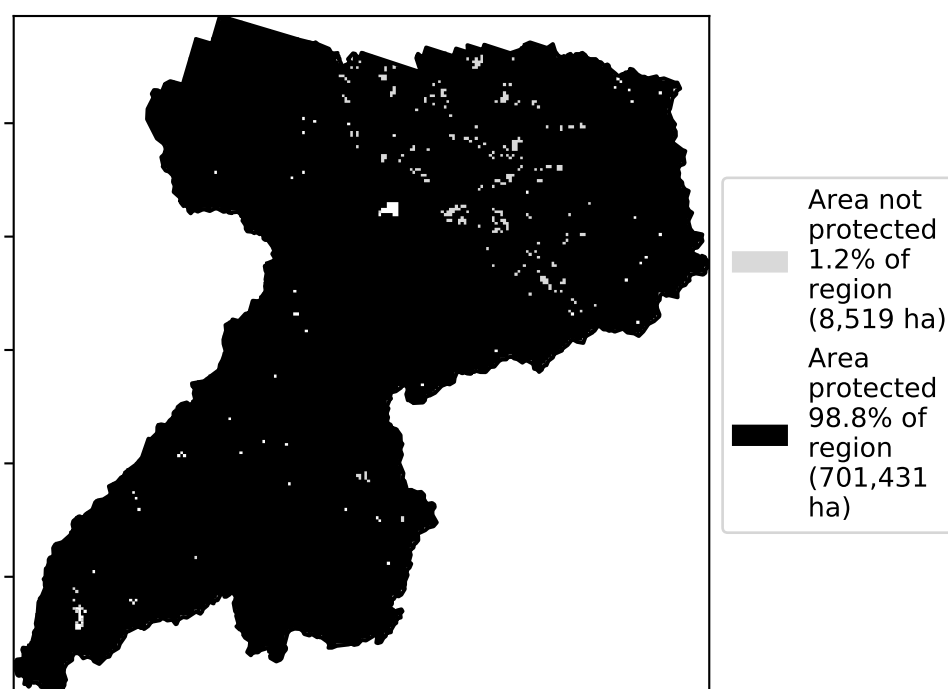 Area not
protected
1.2% of
region
(8,519 ha)
Area
protected
98.8% of
region
(701,431
ha)